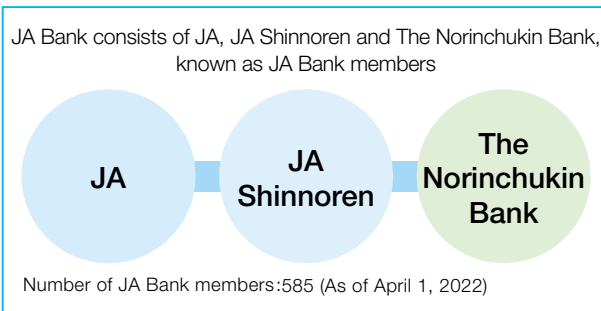 JA Bank consists of JA, JA Shinnoren and The Norinchukin Bank,
known as JA Bank members
JA
JA
Shinnoren
The
Norinchukin
Bank
Number of JA Bank members:585 (As of April 1, 2022)